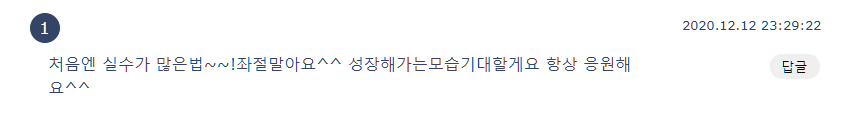 1
2020.12.12 23:29:22
처음엔 실수가 많은법~~!좌절말아요^^ 성장해가는모습기대할게요 항상 응원해
요^^
답글